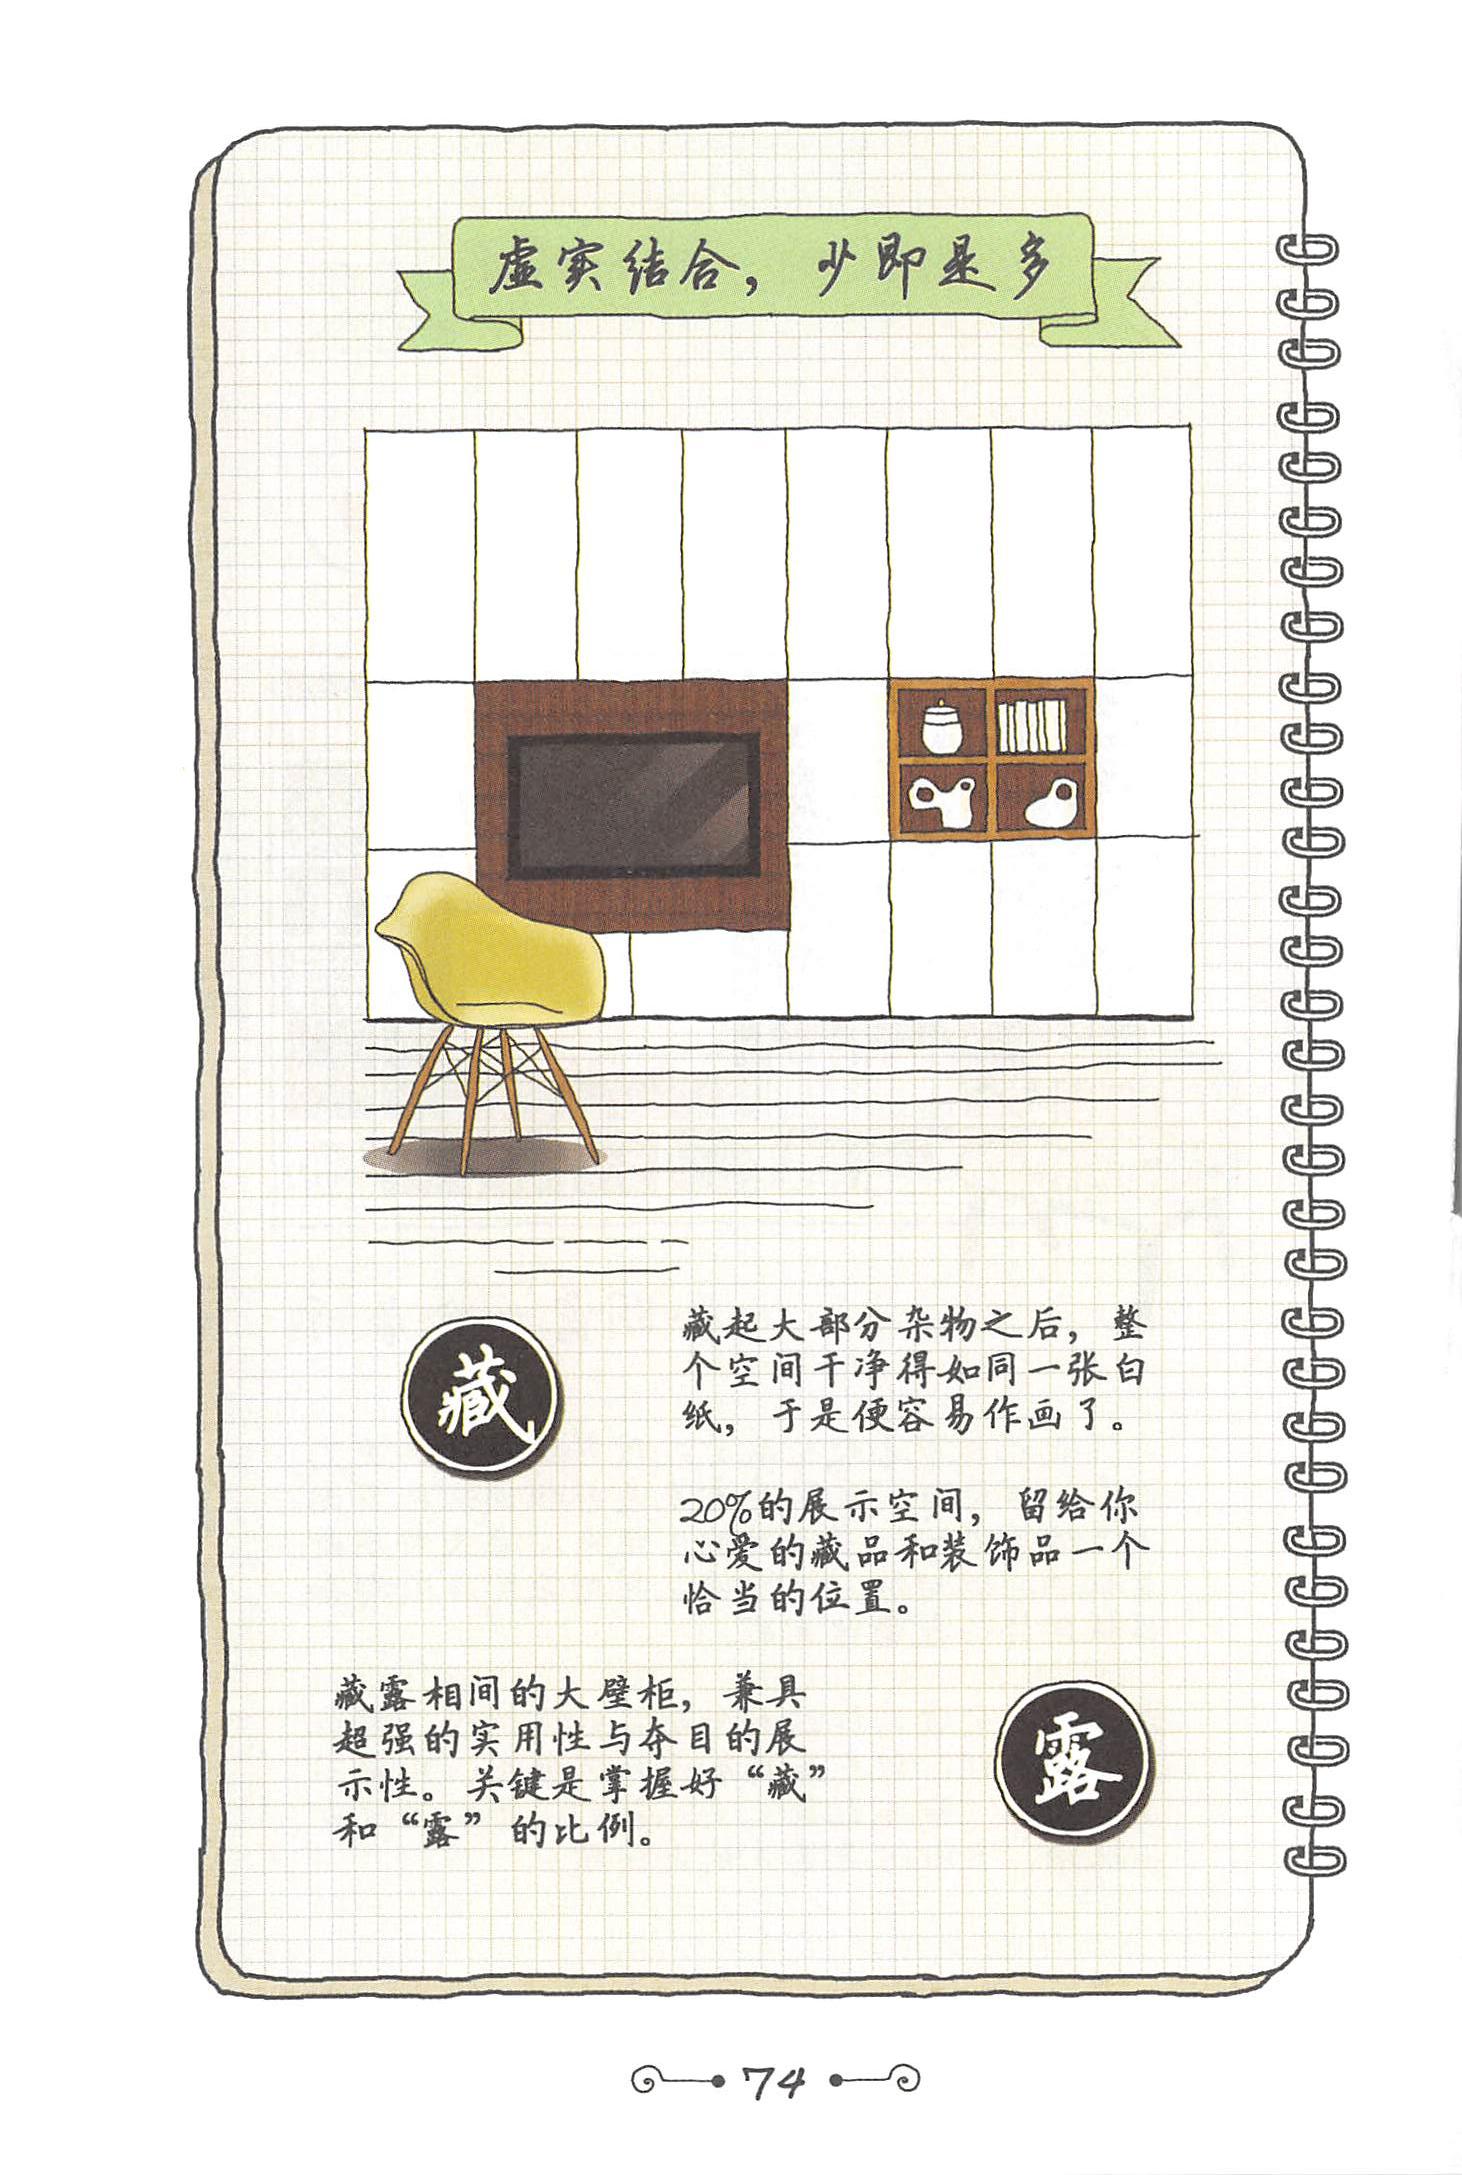 虚实结合，少即是多
藏
藏起大部分杂物之后，整
个空间干净得如同一张白
纸，于是便容易作画了。
20%的展示空间，留给你
心爱的藏品和装饰品一个
恰当的位置。
藏露相间的大壁柜，兼具
超强的实用性与夺目的展
示性。关键是掌握好“藏”
和“露”的比例。
露
74